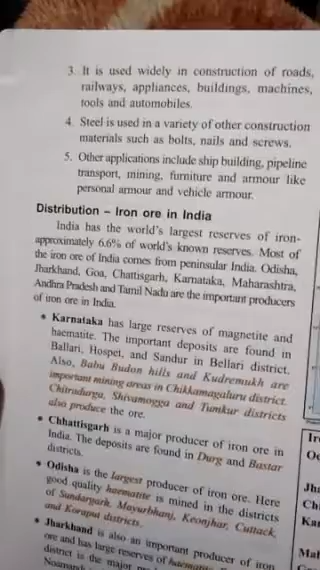 3. It is used widely in construction of roads,
railways, appliances, buildings, machines,
tools and automobiles.
4. Steel is used in a variety of other construction
materials such as bolts, nails and screws.
5. Other applications include ship building, pipeline
transport, mining, furniture and armour like
personal armour and vehicle armour.
Distribution – Iron ore in India
India has the world's largest reserves of iron-
approximately 6.6% of world's known reserves. Most of
the iron ore of India comes from peninsular India. Odisha,
Jharkhand, Goa, Chattisgarh, Karnataka, Maharashtra,
Andhra Pradesh and Tamil Nadu are the important producers
of iron ore in India.
• Karnataka has large reserves of magnetite and
haematite. The important deposits are found in
Ballari, Hospet, and Sandur in Bellari district.
Also, Babu Budan hills and Kudremukh are
important mining areas in Chikkamagaluru district.
Chitradurga, Shivamogga and Tumkur districts
also produce the ore.
• Chhattisgarh is a major producer of iron ore in
India. The deposits are found in Durg and Bastar
districts.
• Odisha is the largest producer of iron ore. Here
good quality haematite is mined in the districts
of Sundargarh, Mayurbhanj, Keonjhar, Cuttack,
and Koraput districts.
• Jharkhand is also an important producer of iron
ore and has large reserves of haematite
district is the major